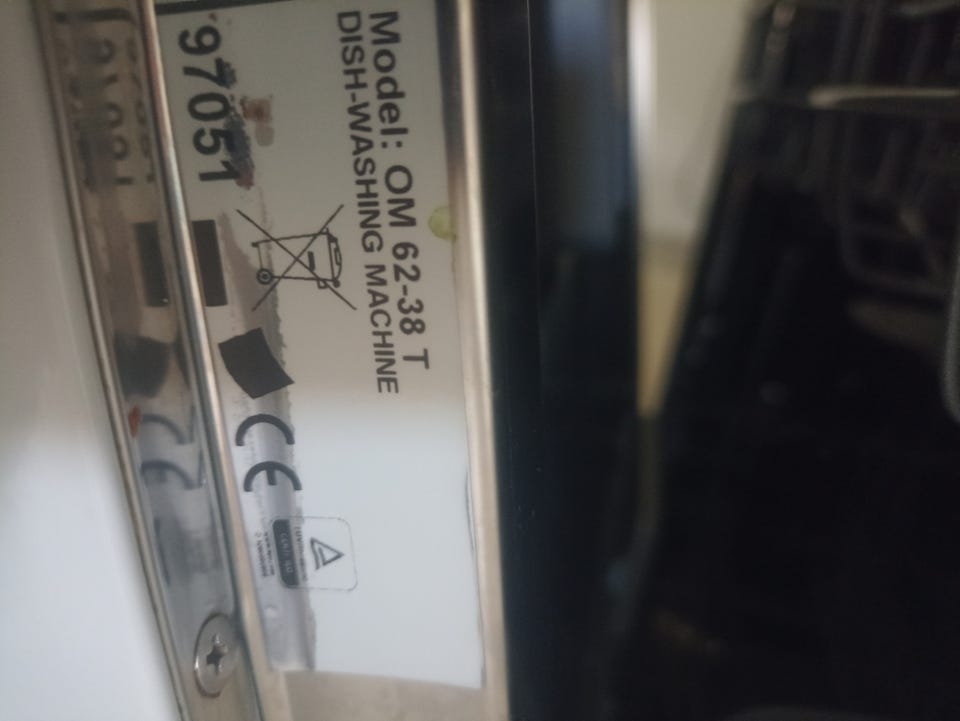 Model: OM 62-38 T
DISH-WASHING MACHINE
97051
CE